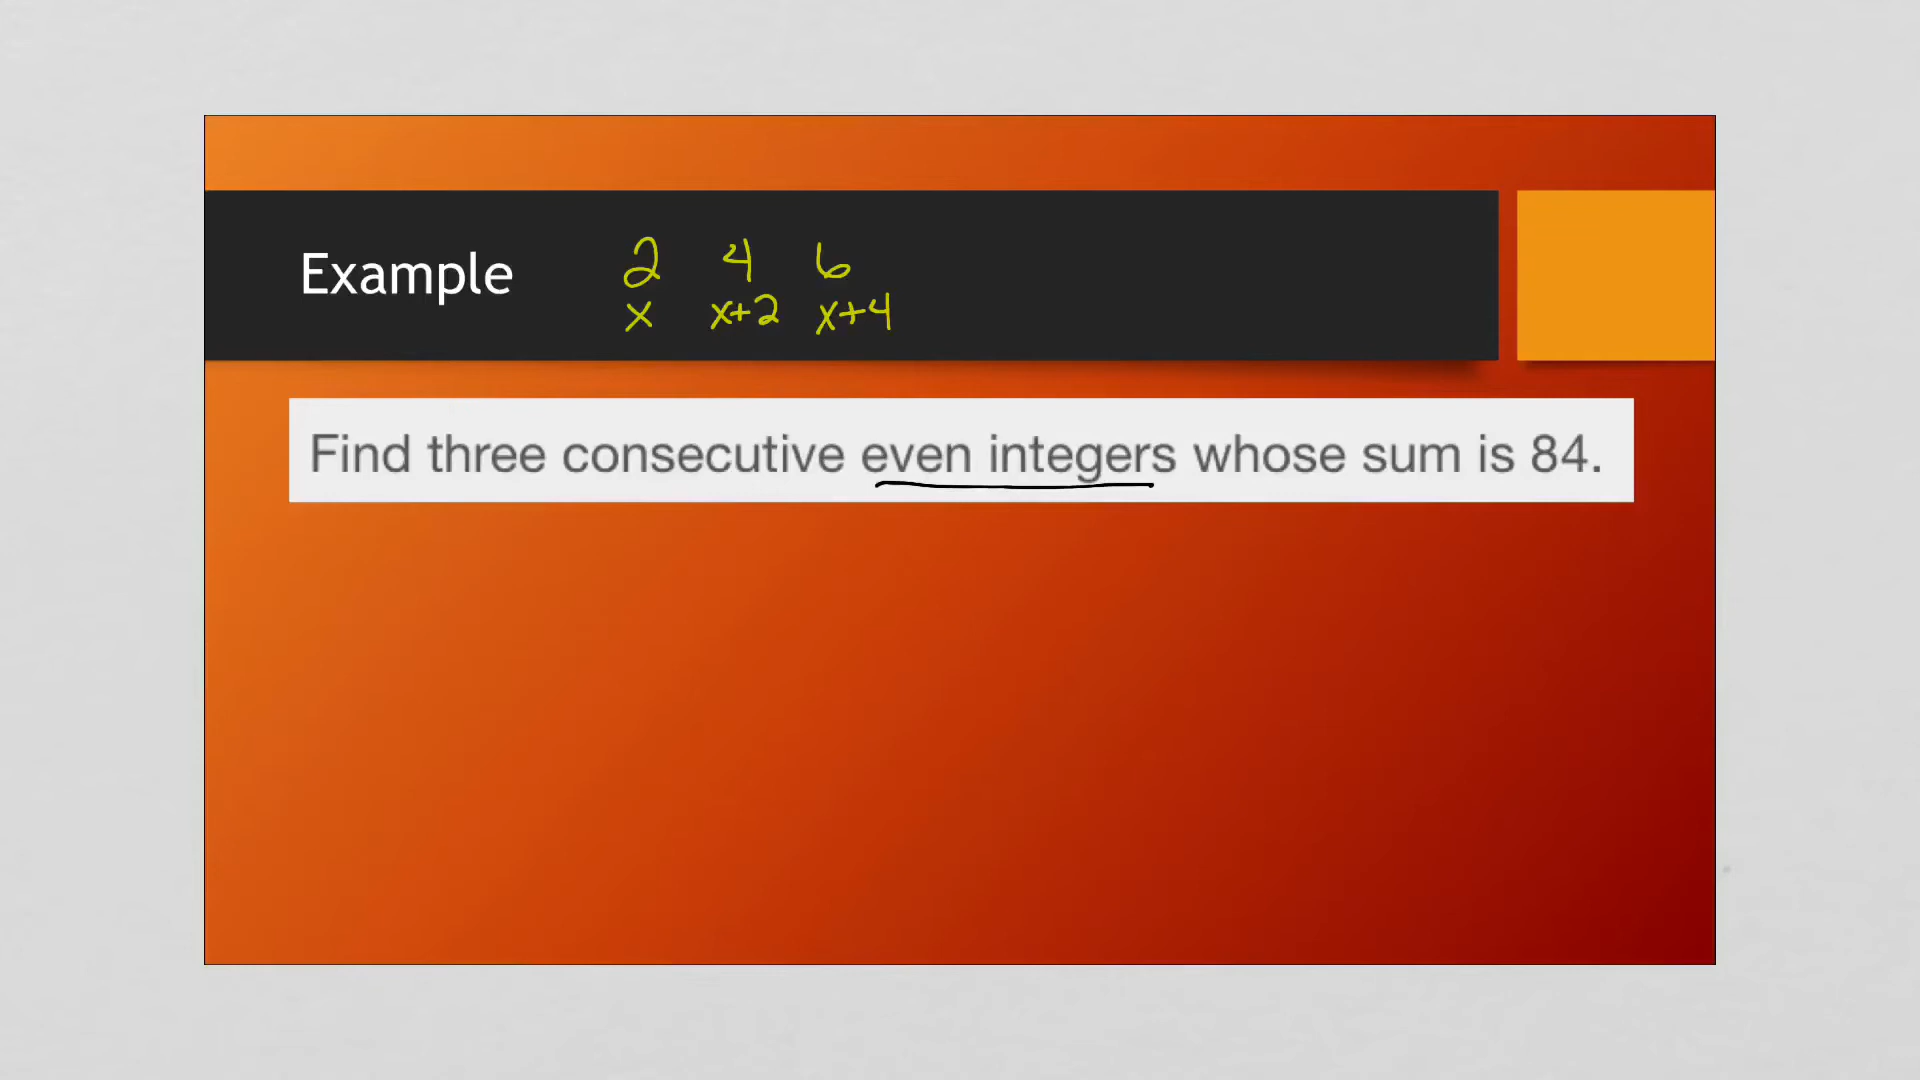 Example
2 4 6
x x+2 x+4
Find three consecutive even integers whose sum is 84.